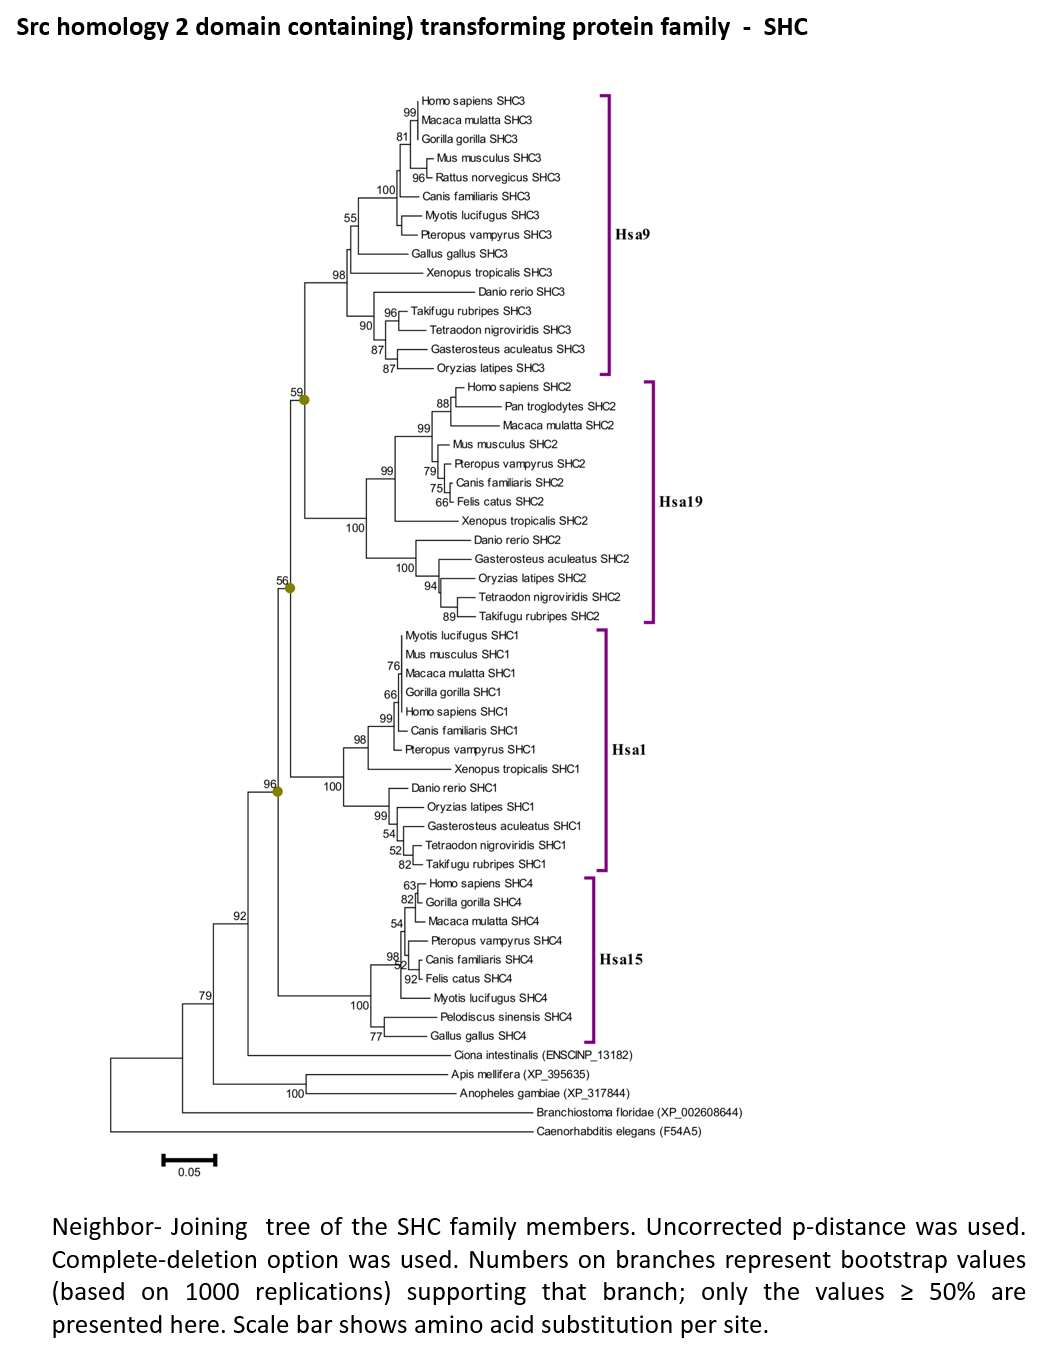 Src homology 2 domain containing) transforming protein family - SHC
Homo sapiens SHC3
99
Macaca mulatta SHC3
Gorilla gorilla SHC3
81
Mus musculus SHC3
Rattus norvegicus SHC3
96
100
Canis familiaris SHC3
Myotis lucifugus SHC3
55
Pteropus vampyrus SHC3
Hsa9
Gallus gallus SHC3
Xenopus tropicalis SHC3
98
Danio rerio SHC3
96
Takifugu rubripes SHC3
90
Tetraodon nigroviridis SHC3
87
Gasterosteus aculeatus SHC3
87
Oryzias latipes SHC3
59
Homo sapiens SHC2
88
Pan troglodytes SHC2
Macaca mulatta SHC2
99
Mus musculus SHC2
99
79
Pteropus vampyrus SHC2
75
Canis familiaris SHC2
66
Felis catus SHC2
Hsa19
100
Xenopus tropicalis SHC2
Danio rerio SHC2
100
Gasterosteus aculeatus SHC2
94
Oryzias latipes SHC2
Tetraodon nigroviridis SHC2
89
Takifugu rubripes SHC2
56
Myotis lucifugus SHC1
Mus musculus SHC1
76
Macaca mulatta SHC1
66
Gorilla gorilla SHC1
Homo sapiens SHC1
99
Canis familiaris SHC1
98
Pteropus vampyrus SHC1
Hsa1
Xenopus tropicalis SHC1
100
Danio rerio SHC1
96
99
Oryzias latipes SHC1
54
Gasterosteus aculeatus SHC1
52
Tetraodon nigroviridis SHC1
82
Takifugu rubripes SHC1
63
Homo sapiens SHC4
82
Gorilla gorilla SHC4
54
Macaca mulatta SHC4
Pteropus vampyrus SHC4
98
52
Canis familiaris SHC4
92
Felis catus SHC4
Hsa15
Myotis lucifugus SHC4
100
Pelodiscus sinensis SHC4
77
Gallus gallus SHC4
92
Ciona intestinalis (ENSCINP_13182)
79
Apis mellifera (XP_395635)
100
Anopheles gambiae (XP_317844)
Branchiostoma floridae (XP_002608644)
Caenorhabditis elegans (F54A5)
0.05
Neighbor- Joining tree of the SHC family members. Uncorrected p-distance was used.
Complete-deletion option was used. Numbers on branches represent bootstrap values
(based on 1000 replications) supporting that branch; only the values ≥ 50% are
presented here. Scale bar shows amino acid substitution per site.